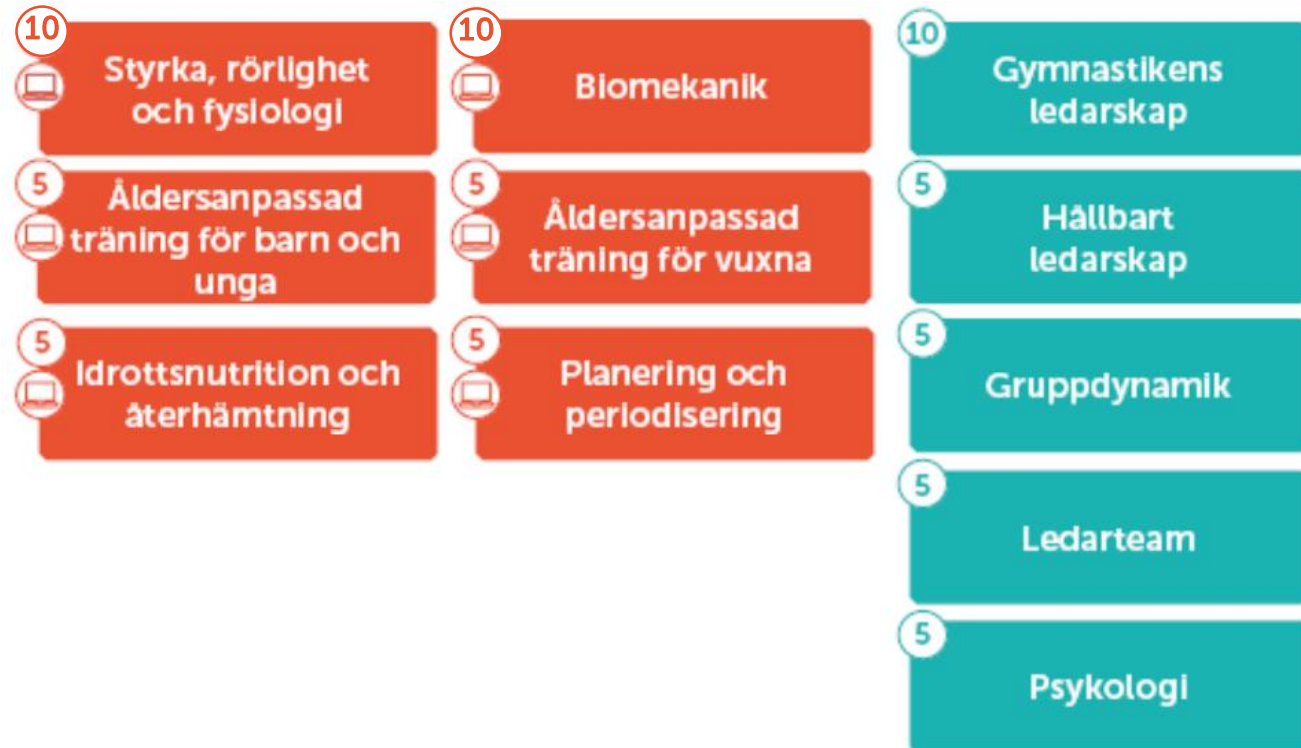 10
Styrka, rörlighet
och fysiologi
5
Åldersanpassad
träning för barn och
unga
5
Idrottsnutrition och
återhämtning
10
Biomekanik
5
Åldersanpassad
träning för vuxna
5
Planering och
periodisering
10
Gymnastikens
ledarskap
5
Hållbart
ledarskap
5
Gruppdynamik
5
Ledarteam
5
Psykologi